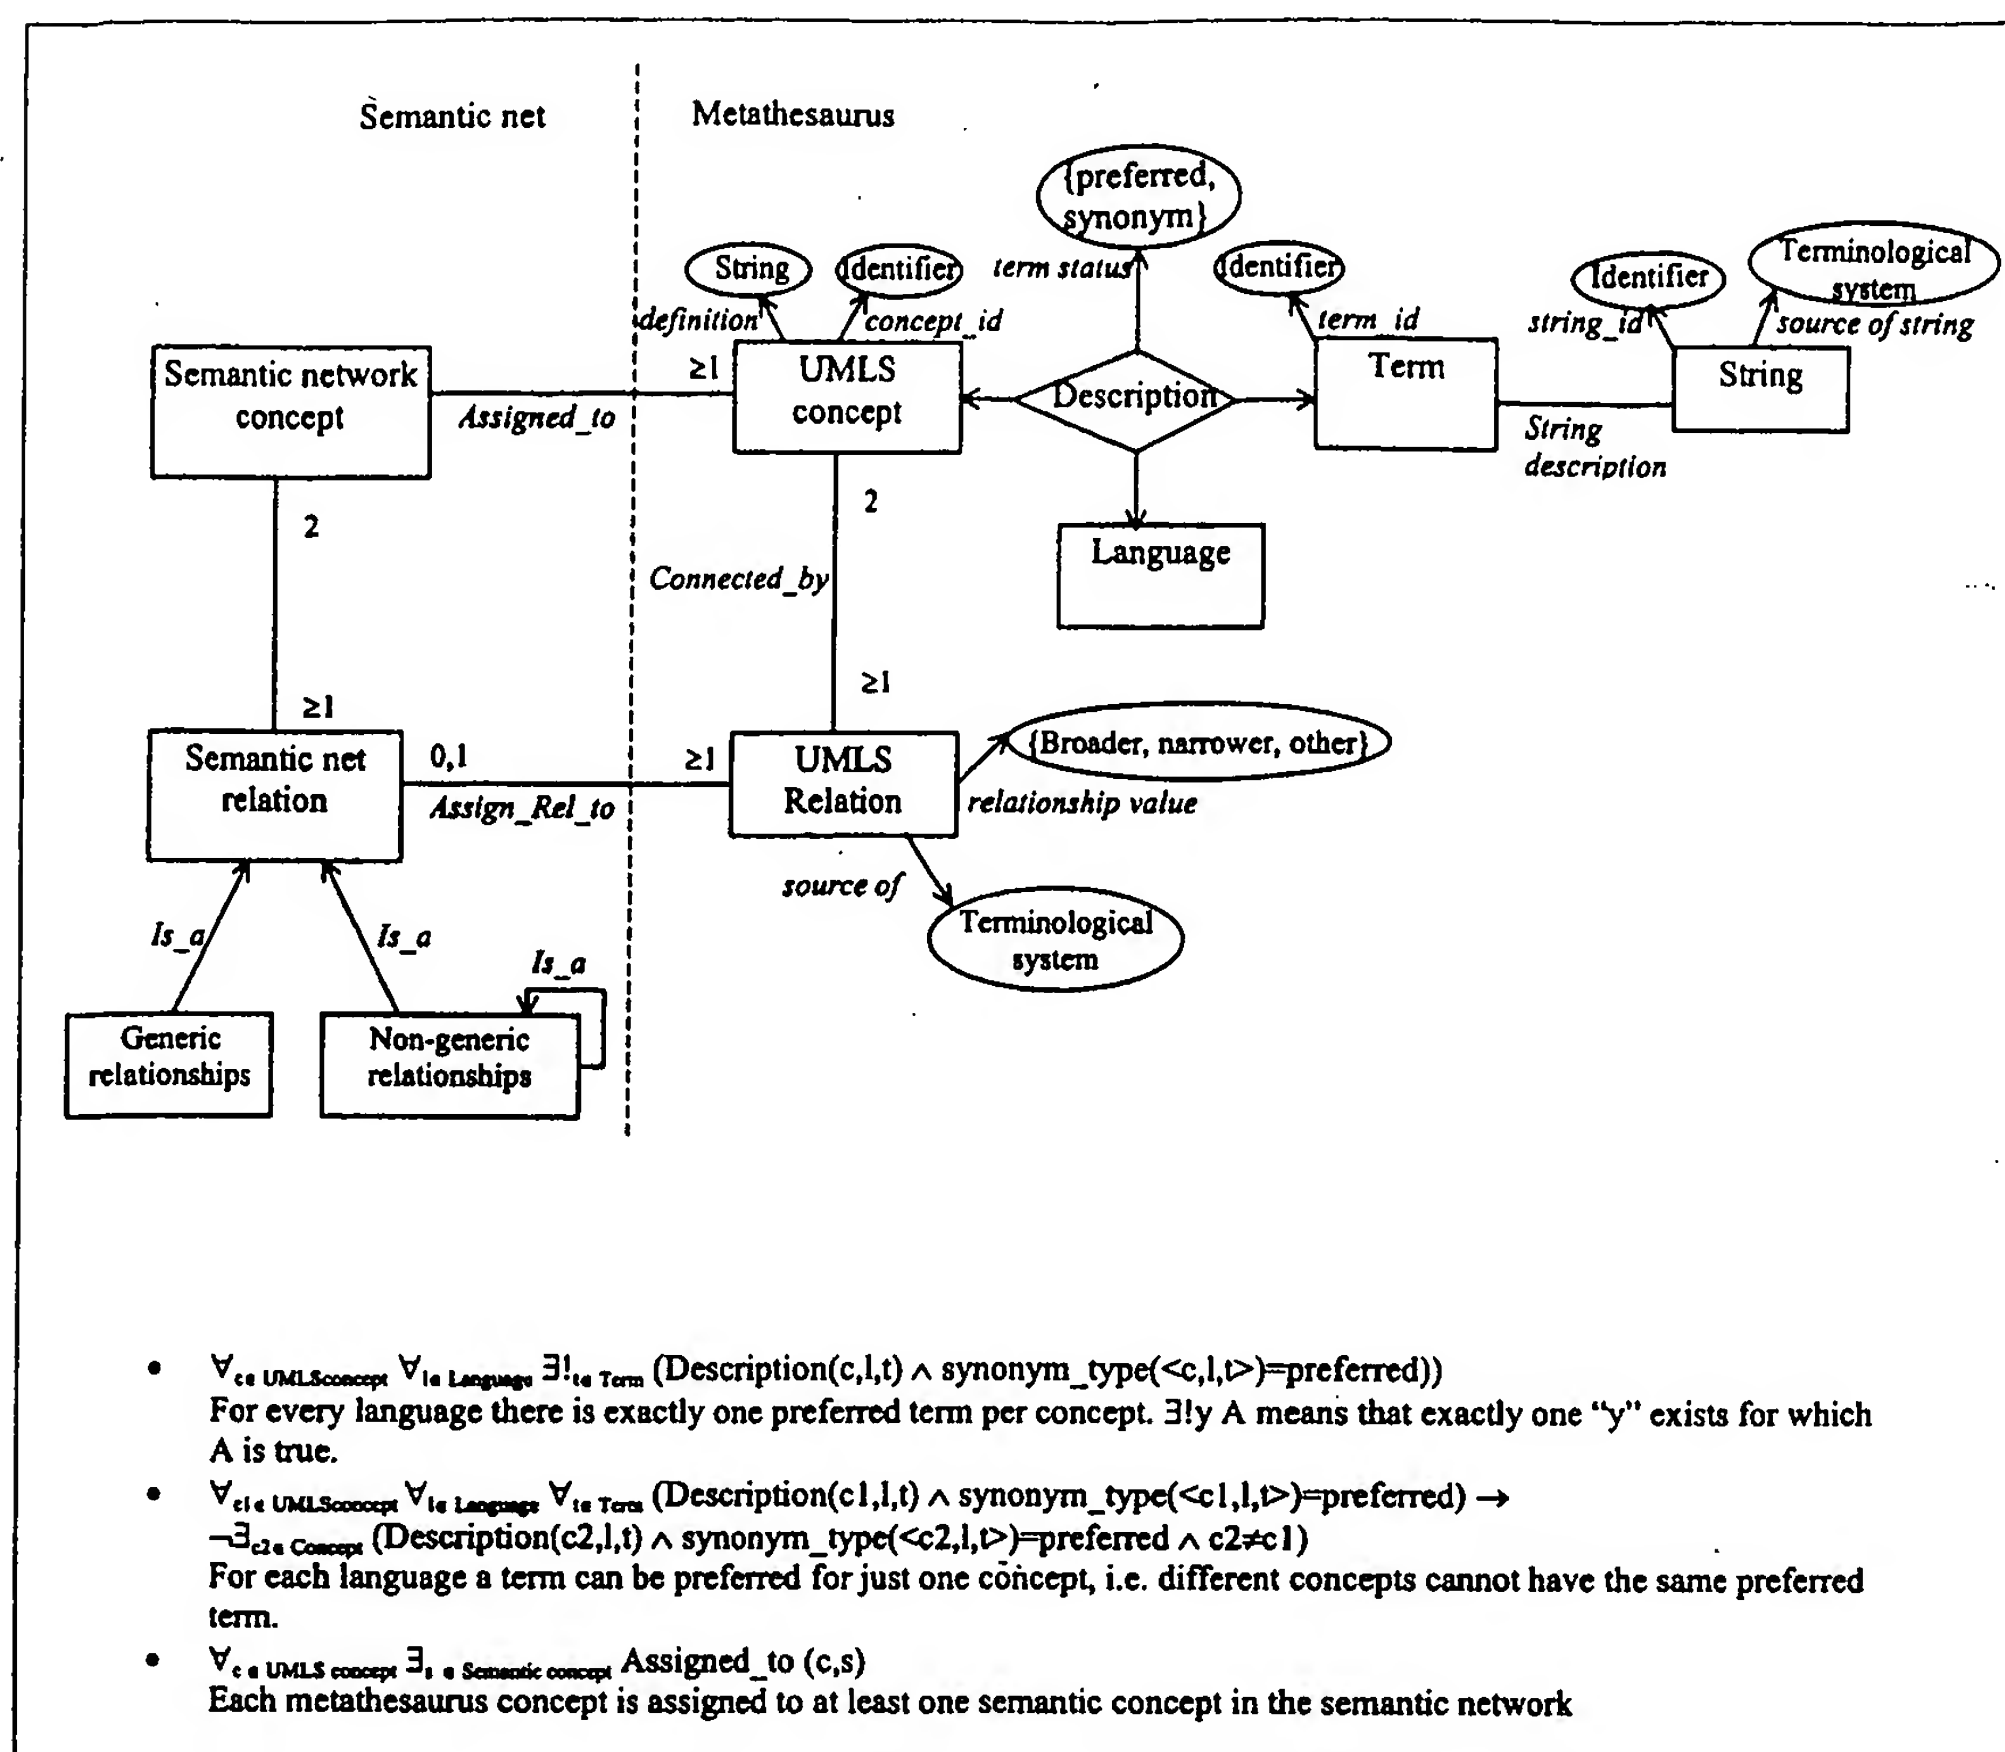 Semantic net
Metathesaurus
{preferred,
synonym}
String
Identifier
term status
Identifier
Identifier
Terminological
system
definition
concept_id
term id
string_id
source of string
Semantic network
concept
≥1
UMLS
concept
Description
Term
String
Assigned_to
String
description
2
2
Language
Connected_by
≥1
≥1
Semantic net
relation
0,1
≥1
Assign_Rel_to
UMLS
Relation
{Broader, narrower, other}
relationship value
source of
Terminological
system
Is_a
Is_a
Is_a
Generic
relationships
Non-generic
relationships
• ∀c∈ UMLSconcept ∀l∈ Language ∃!t∈ Term (Description(c,l,t) ∧ synonym_type(<c,l,t>)=preferred))
For every language there is exactly one preferred term per concept. ∃!y A means that exactly one “y” exists for which
A is true.
• ∀c1∈ UMLSconcept ∀l∈ Language ∀t∈ Term (Description(c1,l,t) ∧ synonym_type(<c1,l,t>)=preferred) →
¬∃c2∈ Concept (Description(c2,l,t) ∧ synonym_type(<c2,l,t>)=preferred ∧ c2≠c1)
For each language a term can be preferred for just one concept, i.e. different concepts cannot have the same preferred
term.
• ∀c ∈ UMLS concept ∃s ∈ Semantic concept Assigned_to (c,s)
Each metathesaurus concept is assigned to at least one semantic concept in the semantic network